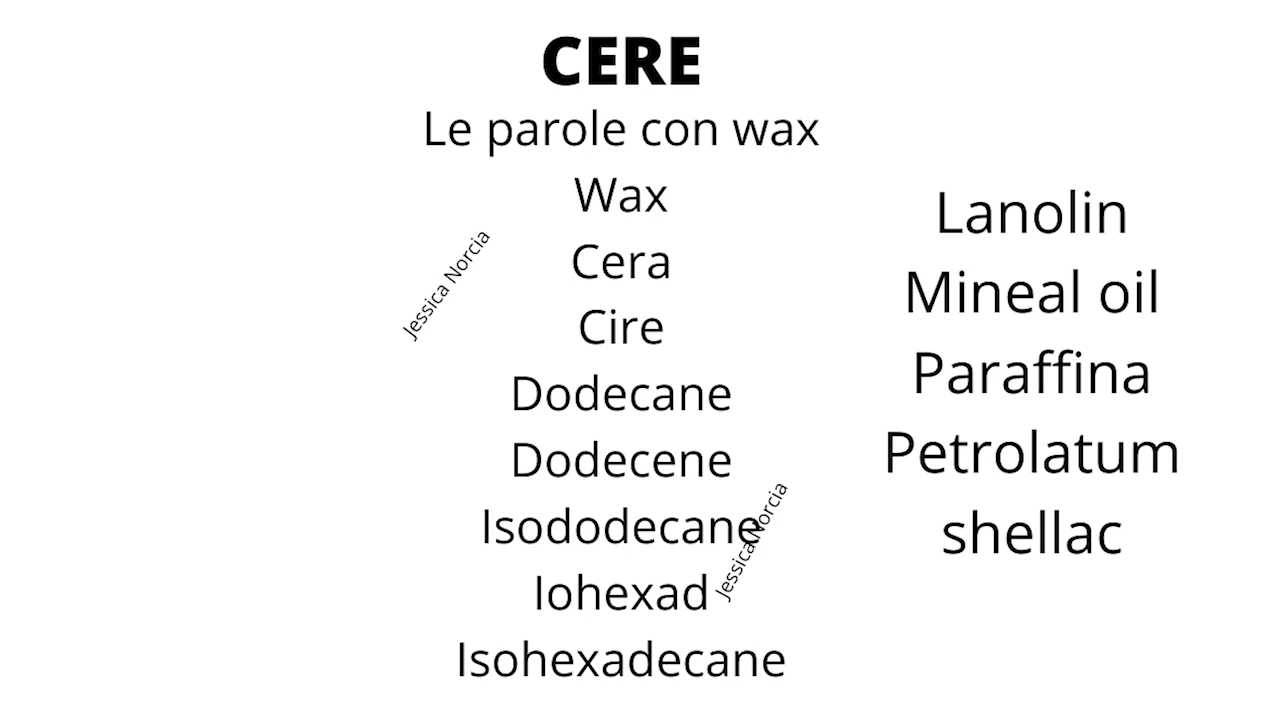 CERE
Le parole con wax
Wax
Cera
Cire
Dodecane
Dodecene
Isododecane
Iohexad
Isohexadecane
Lanolin
Mineal oil
Paraffina
Petrolatum
shellac
Jessica Norcia
Jessica Norcia